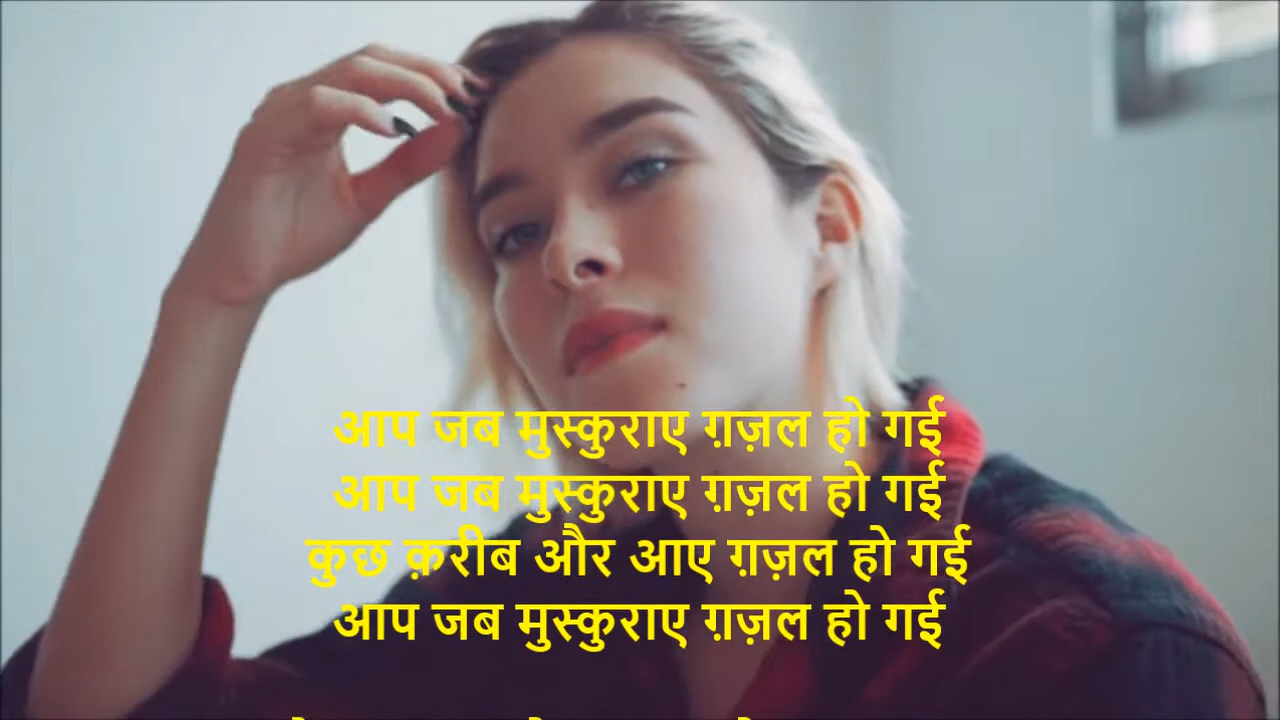 आप जब मुस्कुराए ग़ज़ल हो गई
आप जब मुस्कुराए ग़ज़ल हो गई
कुछ क़रीब और आए ग़ज़ल हो गई
आप जब मुस्कुराए ग़ज़ल हो गई